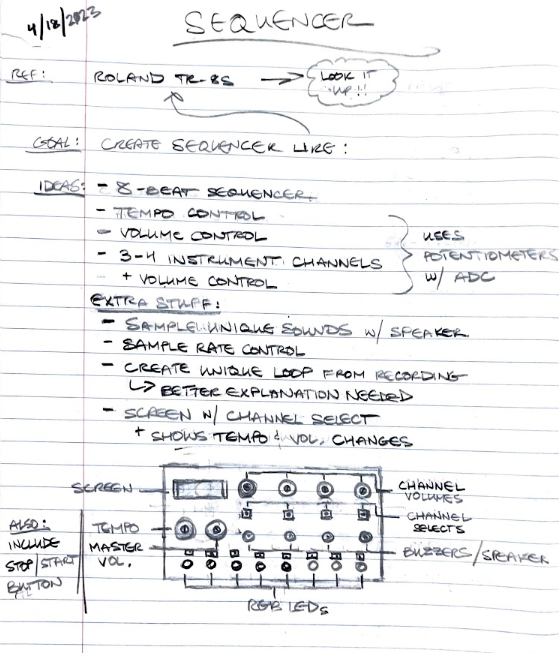 4/18/2023
SEQUENCER
REF: ROLAND TR-8S → LOOK IT UP!!
GOAL: CREATE SEQUENCER LIKE:
IDEAS: - 8-BEAT SEQUENCER
- TEMPO CONTROL
- VOLUME CONTROL
- 3-4 INSTRUMENT CHANNELS
+ VOLUME CONTROL
USES
POTENTIOMETERS
W/ ADC
EXTRA STUFF:
- SAMPLE UNIQUE SOUNDS W/ SPEAKER
- SAMPLE RATE CONTROL
- CREATE UNIQUE LOOP FROM RECORDING
↳ BETTER EXPLANATION NEEDED
- SCREEN W/ CHANNEL SELECT
+ SHOWS TEMPO & VOL. CHANGES
SCREEN
TEMPO
MASTER
VOL.
CHANNEL
VOLUMES
CHANNEL
SELECTS
BUZZERS/SPEAKER
RGB LEDs
ALSO:
INCLUDE
STOP/START
BUTTON